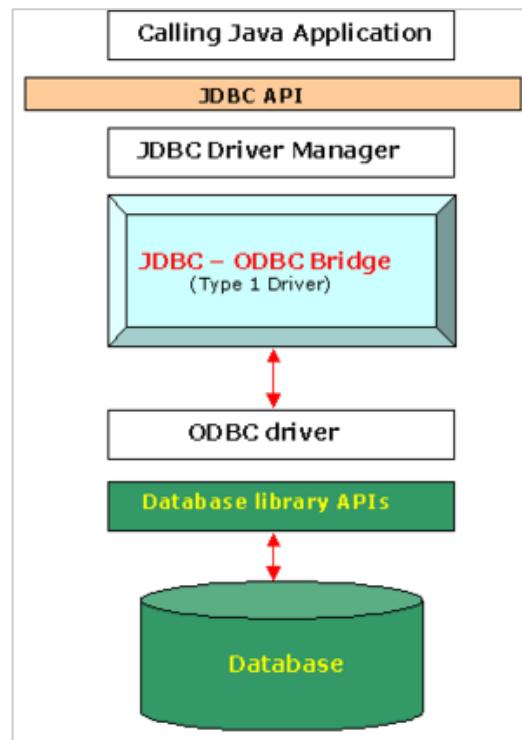 Calling Java Application
JDBC API
JDBC Driver Manager
JDBC – ODBC Bridge
(Type 1 Driver)
ODBC driver
Database library APIs
Database